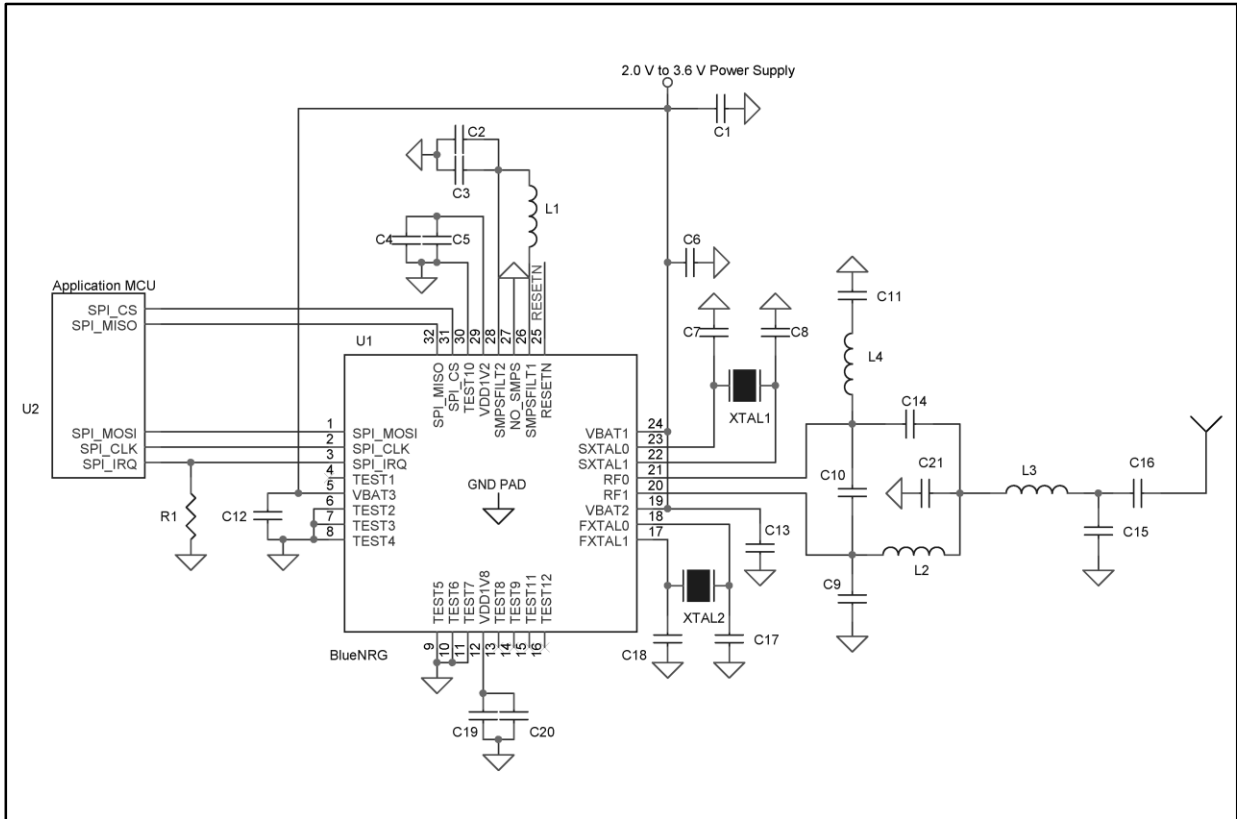 2.0 V to 3.6 V Power Supply
C1
C2
C3
L1
C4
C5
C6
RESETN
Application MCU
SPI_CS
SPI_MISO
U2
SPI_MOSI
SPI_CLK
SPI_IRQ
R1
C12
U1
32
31
30
29
28
27
26
25
SPI_MISO
SPI_CS
TEST10
VDD1V2
SMPSFILT2
NO_SMPS
SMPSFILT1
RESETN
1 SPI_MOSI
2 SPI_CLK
3 SPI_IRQ
4 TEST1
5 VBAT3
6 TEST2
7 TEST3
8 TEST4
GND PAD
VBAT1 24
SXTAL0 23
SXTAL1 22
RF0 21
RF1 20
VBAT2 19
FXTAL0 18
FXTAL1 17
TEST5
TEST6
TEST7
VDD1V8
TEST8
TEST9
TEST11
TEST12
9
10
11
12
13
14
15
16
BlueNRG
C19
C20
C7
C8
XTAL1
C13
XTAL2
C18
C17
C11
L4
C14
C10
C21
L2
C9
L3
C16
C15